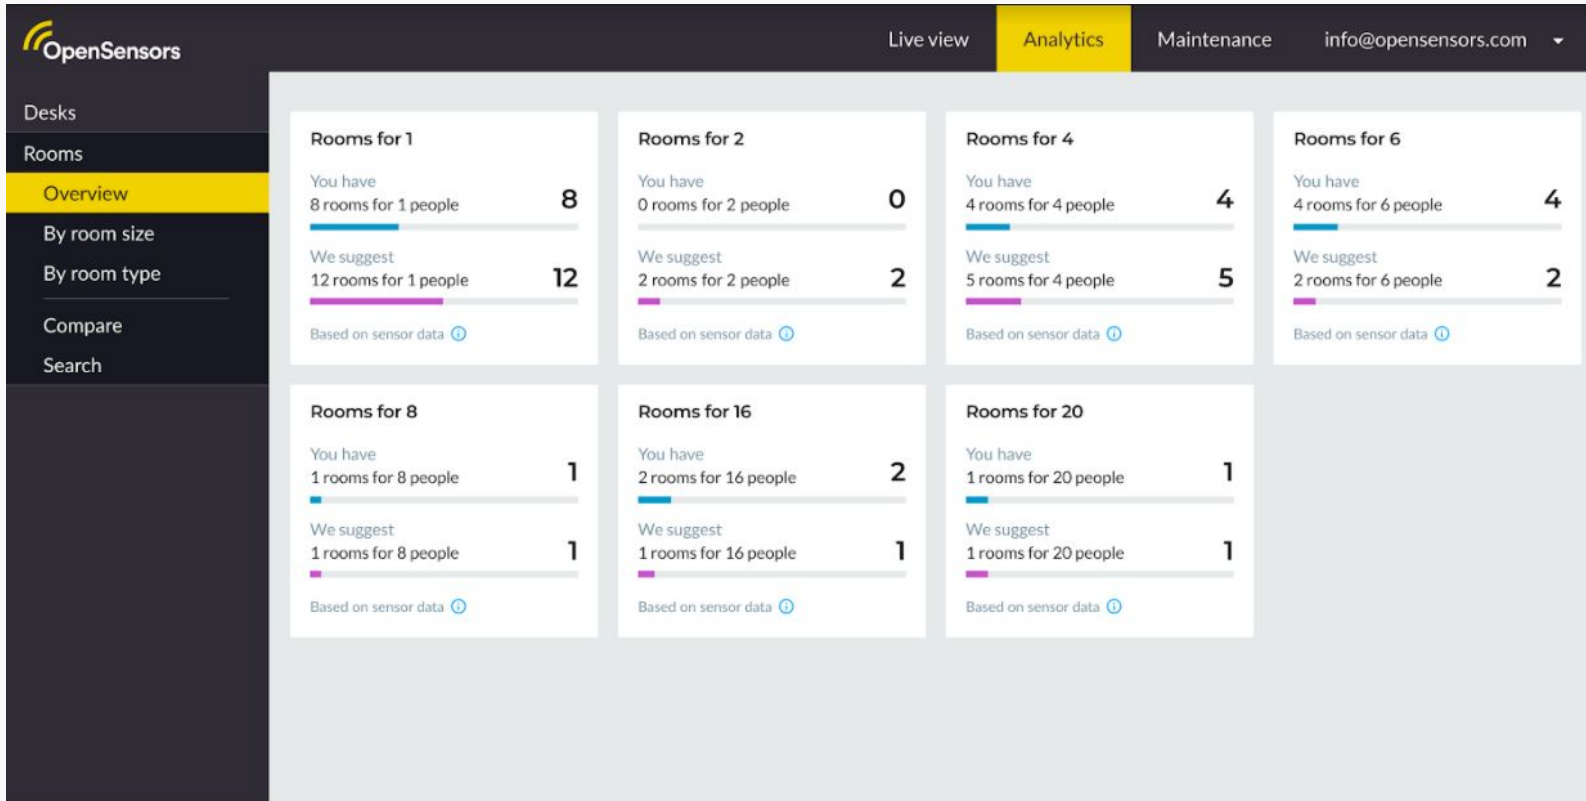 OpenSensors
Live view
Analytics
Maintenance
info@opensensors.com
Desks
Rooms
Overview
By room size
By room type
Compare
Search
Rooms for 1
You have
8 rooms for 1 people
8
We suggest
12 rooms for 1 people
12
Based on sensor data
Rooms for 2
You have
0 rooms for 2 people
0
We suggest
2 rooms for 2 people
2
Based on sensor data
Rooms for 4
You have
4 rooms for 4 people
4
We suggest
5 rooms for 4 people
5
Based on sensor data
Rooms for 6
You have
4 rooms for 6 people
4
We suggest
2 rooms for 6 people
2
Based on sensor data
Rooms for 8
You have
1 rooms for 8 people
1
We suggest
1 rooms for 8 people
1
Based on sensor data
Rooms for 16
You have
2 rooms for 16 people
2
We suggest
1 rooms for 16 people
1
Based on sensor data
Rooms for 20
You have
1 rooms for 20 people
1
We suggest
1 rooms for 20 people
1
Based on sensor data